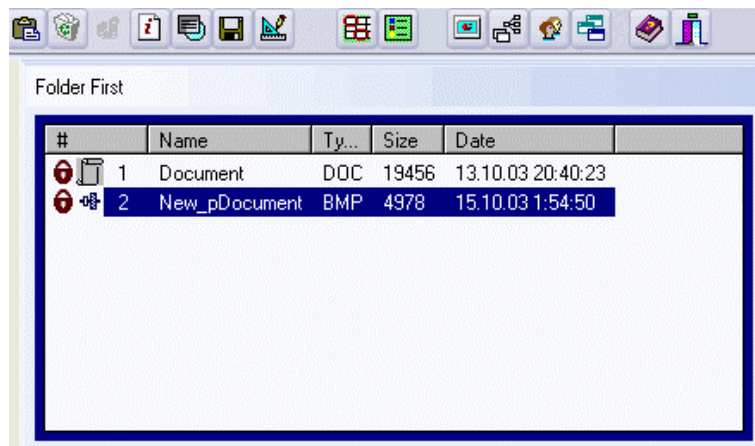 Folder First
# Name Ty... Size Date
1 Document DOC 19456 13.10.03 20:40:23
2 New_pDocument BMP 4978 15.10.03 1:54:50